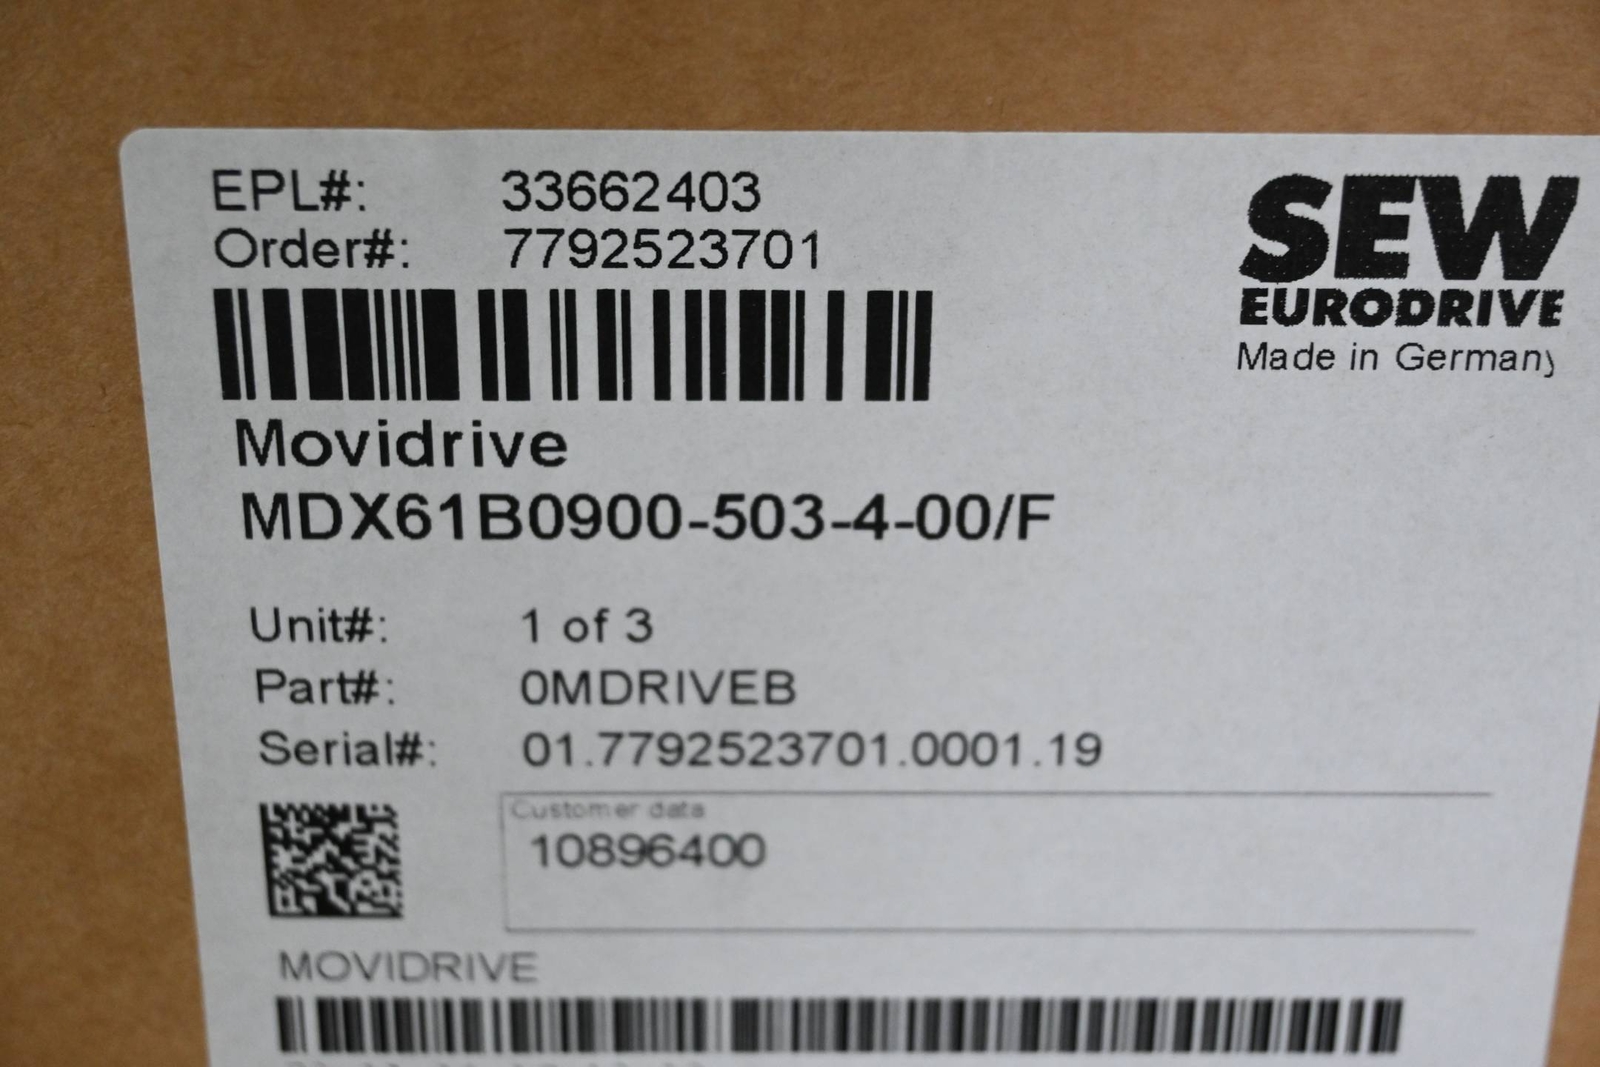 EPL#: 33662403
Order#: 7792523701
SEW
EURODRIVE
Made in Germany
Movidrive
MDX61B0900-503-4-00/F
Unit#: 1 of 3
Part#: 0MDRIVEB
Serial#: 01.7792523701.0001.19
Customer data
10896400
MOVIDRIVE